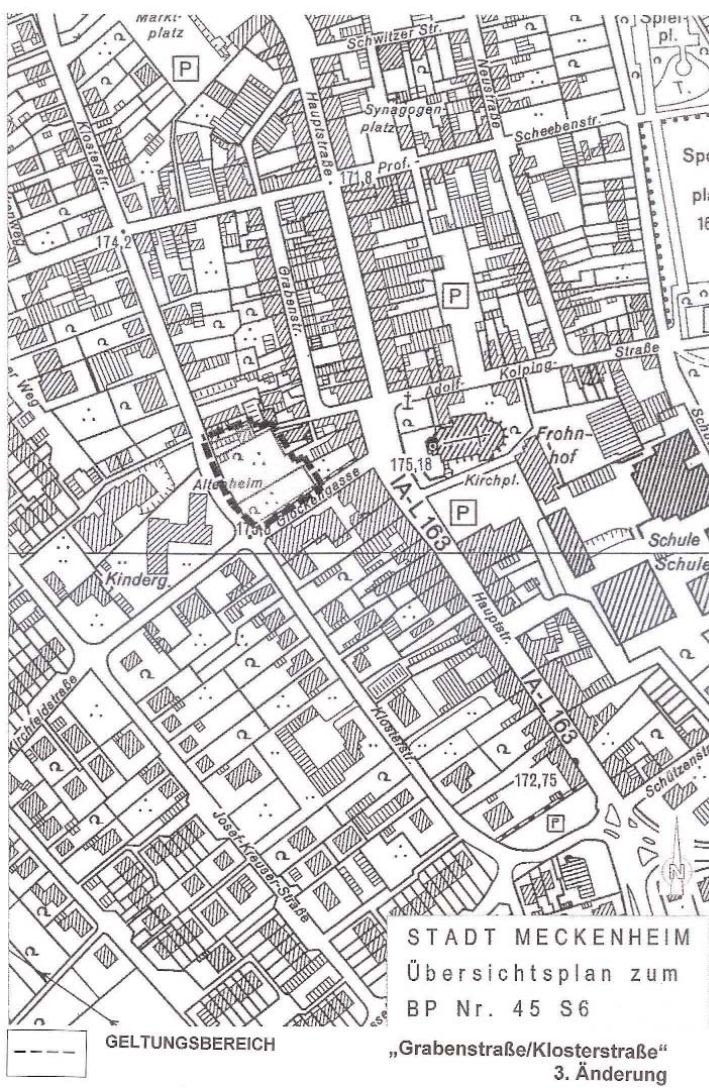 Markt-
platz
P
Schwitzer Str.
Spiel-
pl.
T.
Klosterstr.
Hauptstraße
Synagogen-
platz
Neustraße
Scheebenstr.
Prof.-
171,8
174,2
Grabenstr.
P
Adolf-
Kolping-
Straße
Altenheim
Glockengasse
175,18
Kirchpl.
Frohn-
hof
IA-L 163
P
Schule
Schule
Kinderg.
Kirchfeldstraße
Hauptstr.
IA-L 163
Klosterstr.
172,75
P
Schützenstr.
Josef-Kreuser-Straße
N
STADT MECKENHEIM
Übersichtsplan zum
BP Nr. 45 S6
GELTUNGSBEREICH
„Grabenstraße/Klosterstraße“
3. Änderung